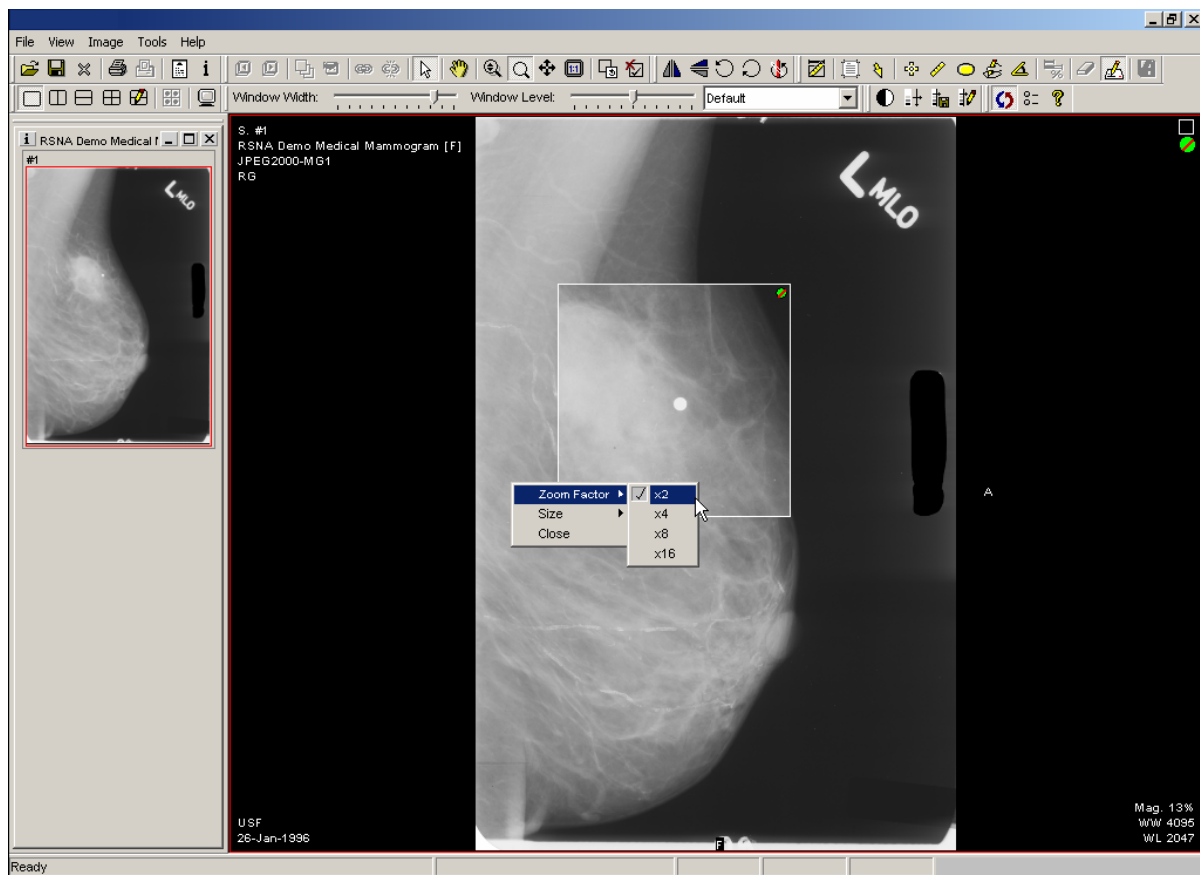 File View Image Tools Help
Window Width: Window Level: Default
RSNA Demo Medical
#1
L MLO
S. #1
RSNA Demo Medical Mammogram [F]
JPEG2000-MG1
RG
L MLO
Zoom Factor
Size
Close
x2
x4
x8
x16
A
USF
26-Jan-1996
F
Mag. 13%
WW 4095
WL 2047
Ready